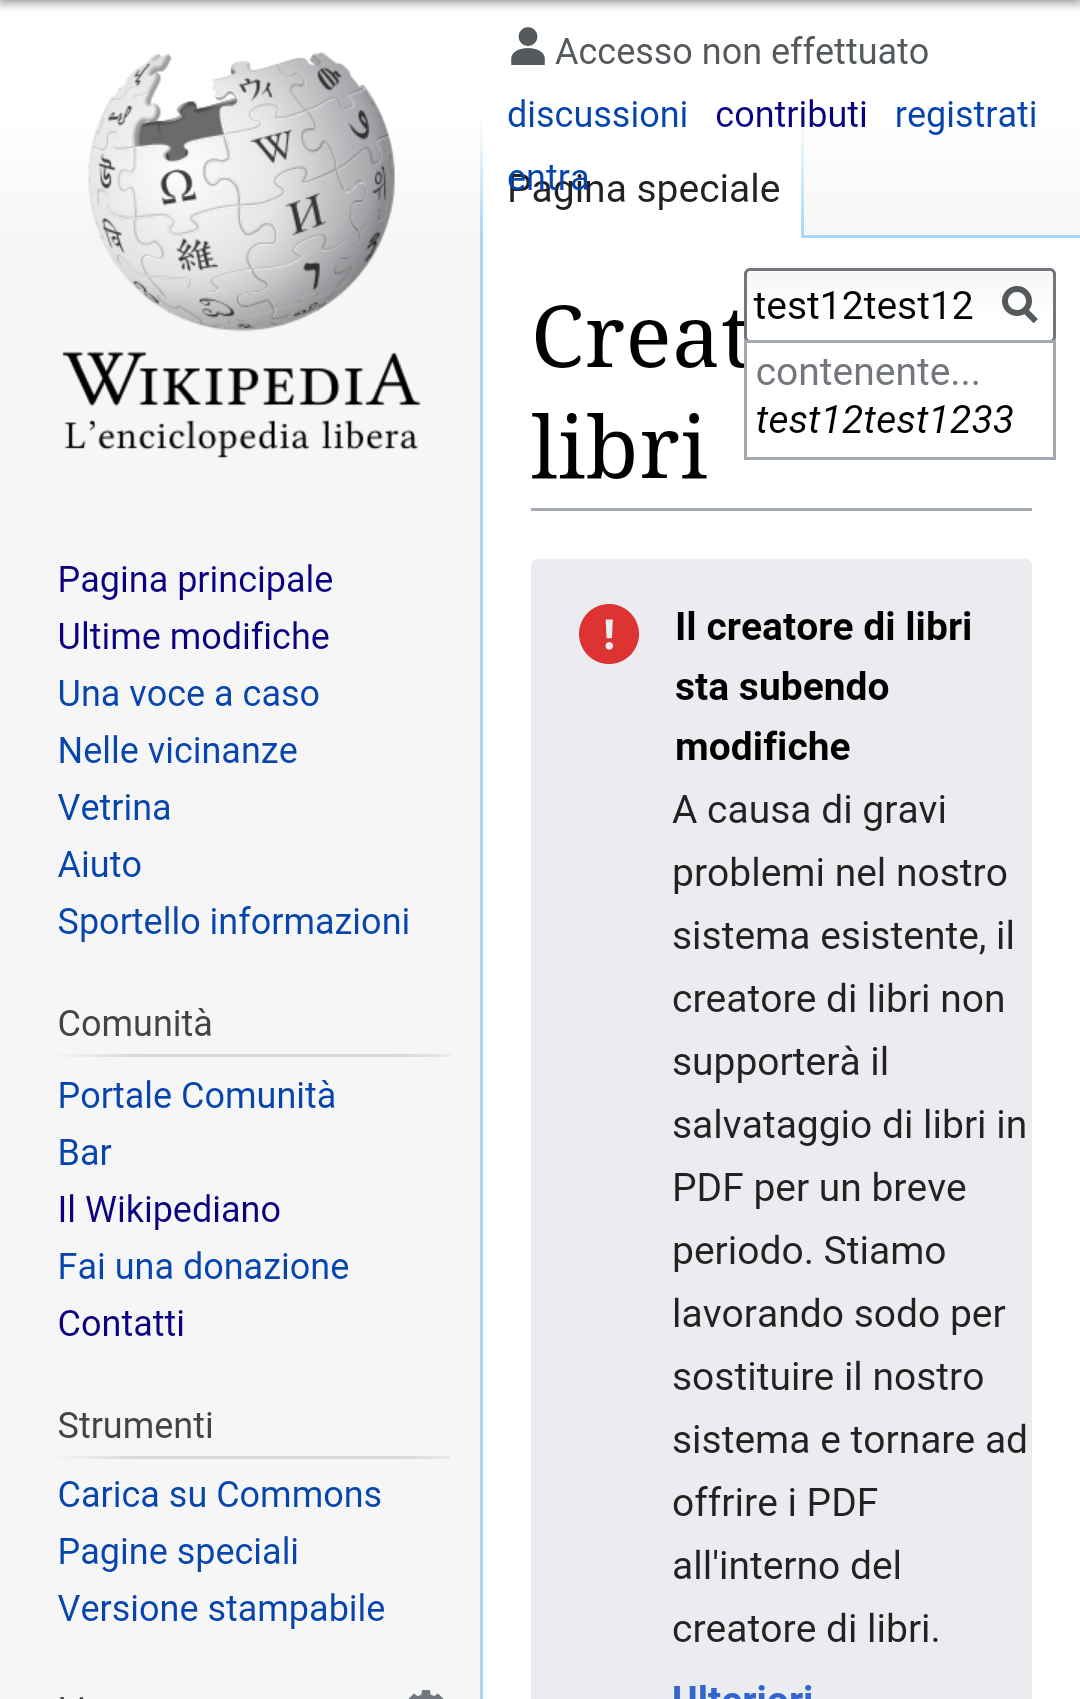 WIKIPEDIA
L'enciclopedia libera
Accesso non effettuato
discussioni contributi registrati
entra
Pagina speciale
test12test12
contenente...
test12test1233
Creat
libri
Pagina principale
Ultime modifiche
Una voce a caso
Nelle vicinanze
Vetrina
Aiuto
Sportello informazioni
Comunità
Portale Comunità
Bar
Il Wikipediano
Fai una donazione
Contatti
Strumenti
Carica su Commons
Pagine speciali
Versione stampabile
Il creatore di libri
sta subendo
modifiche
A causa di gravi
problemi nel nostro
sistema esistente, il
creatore di libri non
supporterà il
salvataggio di libri in
PDF per un breve
periodo. Stiamo
lavorando sodo per
sostituire il nostro
sistema e tornare ad
offrire i PDF
all'interno del
creatore di libri.
Ulteriori